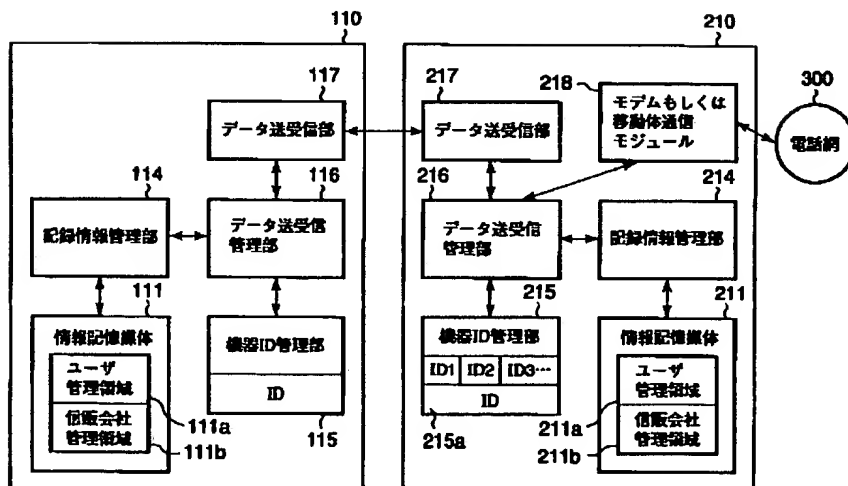 110
117
データ送受信部
114
116
記録情報管理部
データ送受信
管理部
111
情報記憶媒体
ユーザ
管理領域
信販会社
管理領域
111a
111b
機器ID管理部
ID
115
210
217
データ送受信部
218
モデムもしくは
移動体通信
モジュール
300
電話網
216
データ送受信
管理部
214
記録情報管理部
215
機器ID管理部
ID1
ID2
ID3…
ID
215a
211
情報記憶媒体
ユーザ
管理領域
信販会社
管理領域
211a
211b